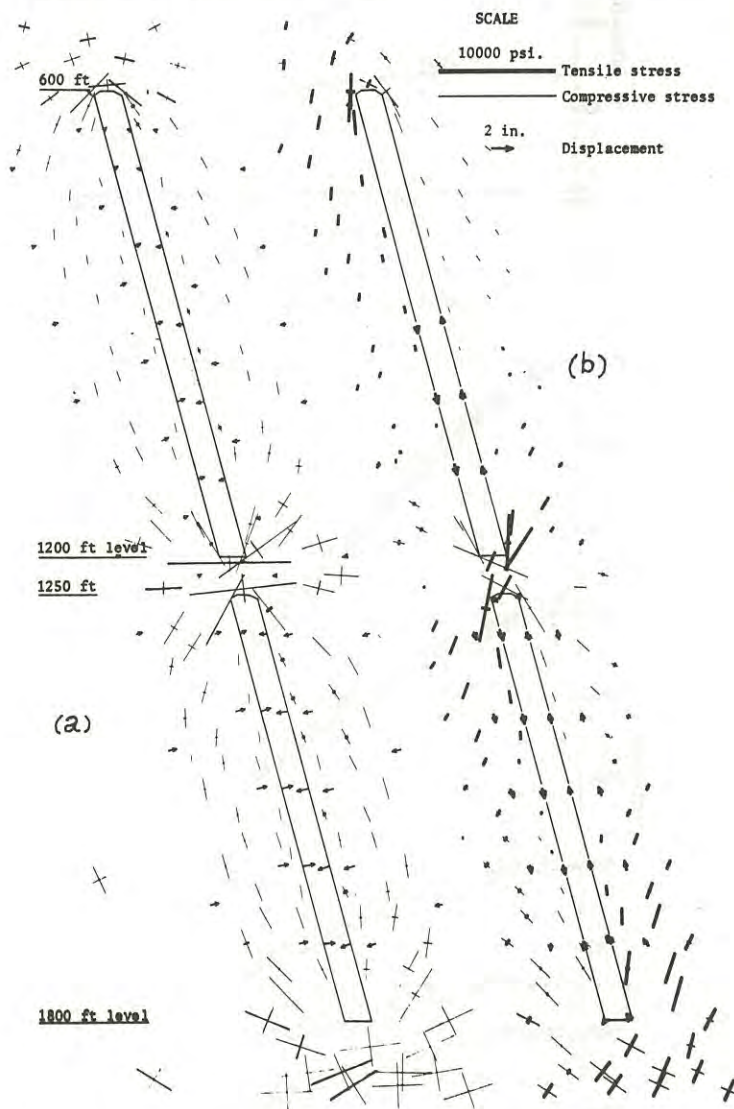 SCALE
10000 psi.
Tensile stress
Compressive stress
2 in.
Displacement
600 ft
(b)
1200 ft level
1250 ft
(a)
1800 ft level